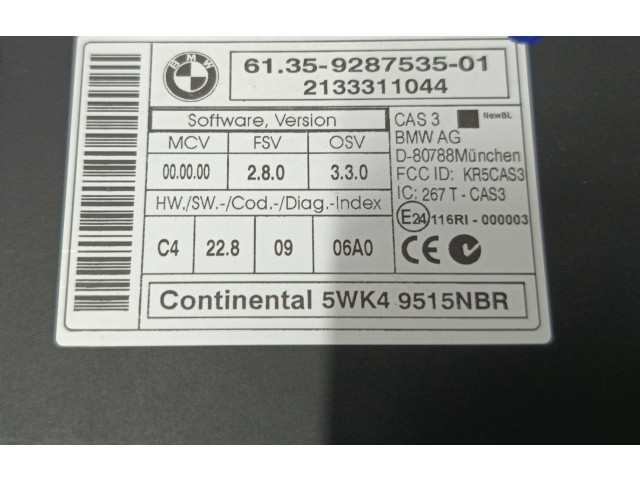 BMW
61.35-9287535-01
2133311044
Software, Version
MCV FSV OSV
00.00.00 2.8.0 3.3.0
HW./SW.-/Cod.-/Diag.-Index
C4 22.8 09 06A0
CAS 3 NewBL
BMW AG
D-80788München
FCC ID: KR5CAS3
IC: 267 T - CAS3
E24 116RI - 000003
CE
Continental 5WK4 9515NBR